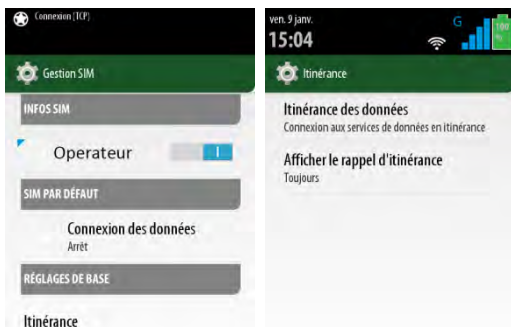 Connexion (TCP)
Gestion SIM
INFOS SIM
Operateur
SIM PAR DÉFAUT
Connexion des données
Arrêt
RÉGLAGES DE BASE
Itinérance
ven. 9 janv.
15:04
G
100
%
Itinérance
Itinérance des données
Connexion aux services de données en itinérance
Afficher le rappel d'itinérance
Toujours